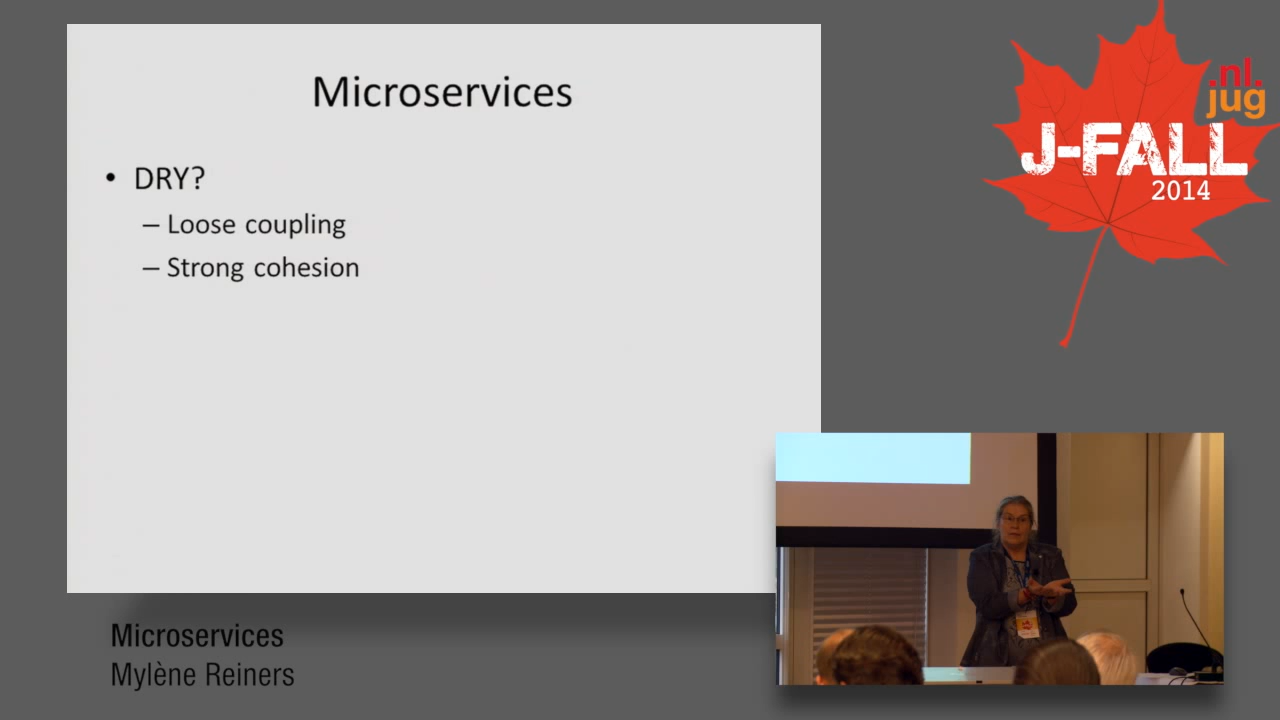 Microservices
• DRY?
– Loose coupling
– Strong cohesion
.nl.
jug
J-FALL
2014
Microservices
Mylène Reiners